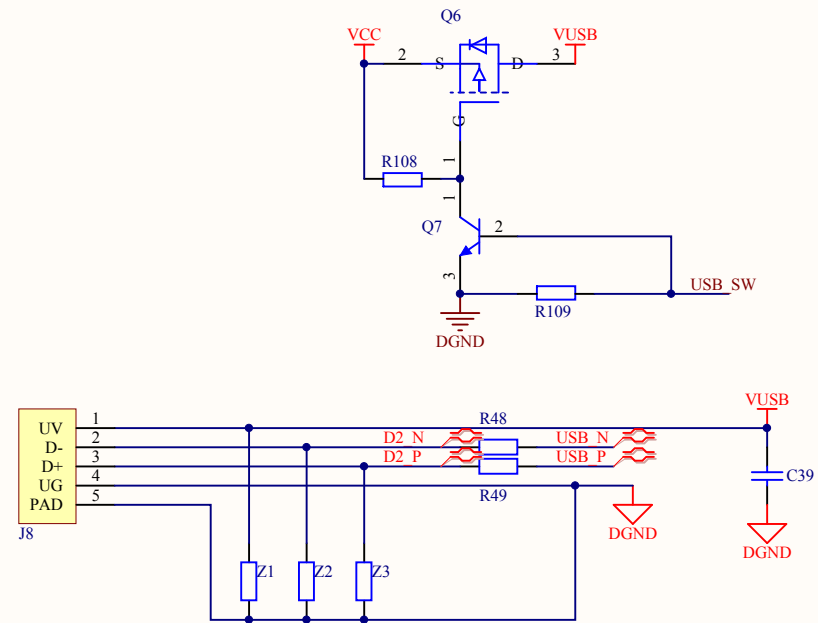 Q6
VCC
VUSB
2
S
D
3
G
1
R108
1
Q7
2
3
USB_SW
R109
DGND
VUSB
UV
1
R48
D-
2
D2_N
USB_N
D+
3
D2_P
USB_P
UG
4
R49
PAD
5
C39
J8
DGND
DGND
Z1
Z2
Z3